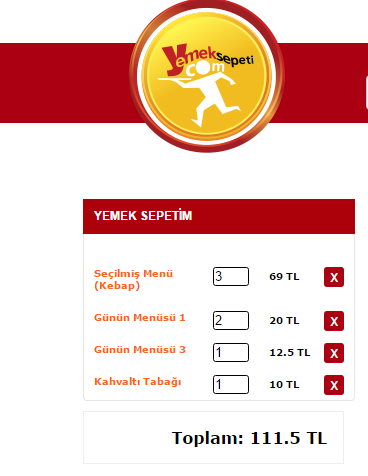 Yemeksepeti
com
YEMEK SEPETİM
Seçilmiş Menü
(Kebap)
3
69 TL
X
Günün Menüsü 1
2
20 TL
X
Günün Menüsü 3
1
12.5 TL
X
Kahvaltı Tabağı
1
10 TL
X
Toplam: 111.5 TL